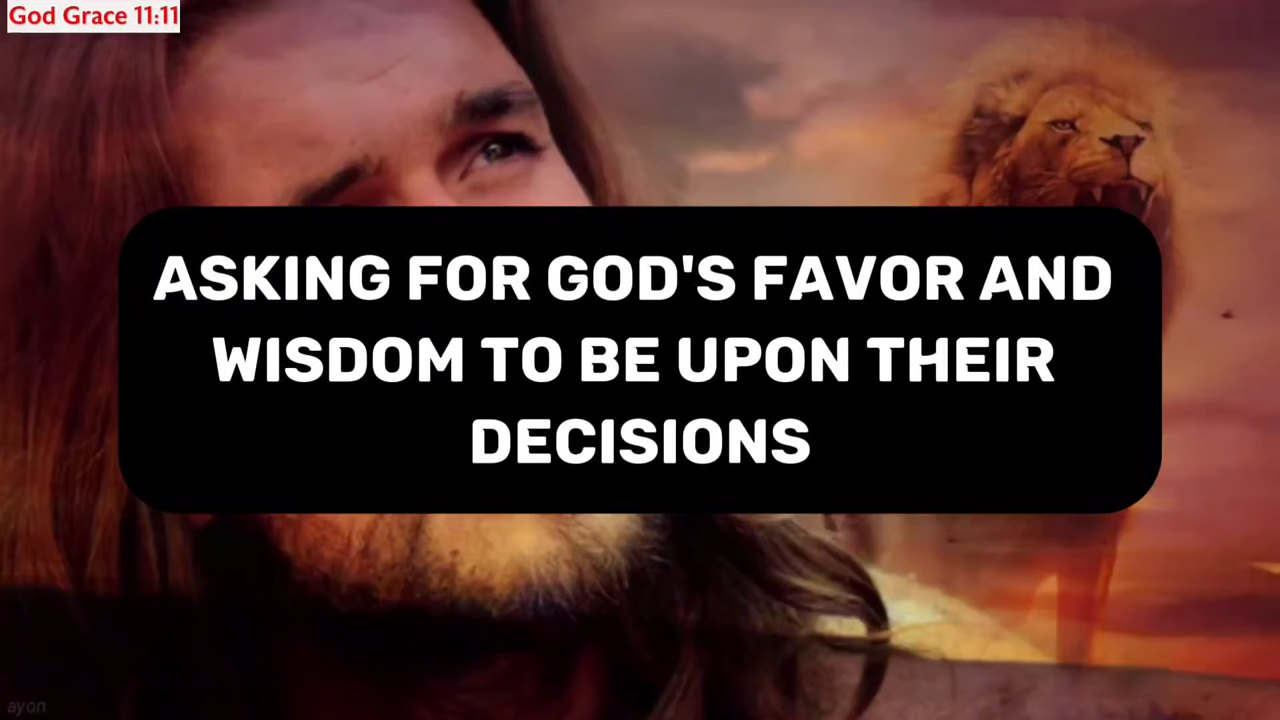 God Grace 11:11
ASKING FOR GOD'S FAVOR AND
WISDOM TO BE UPON THEIR
DECISIONS
ayon